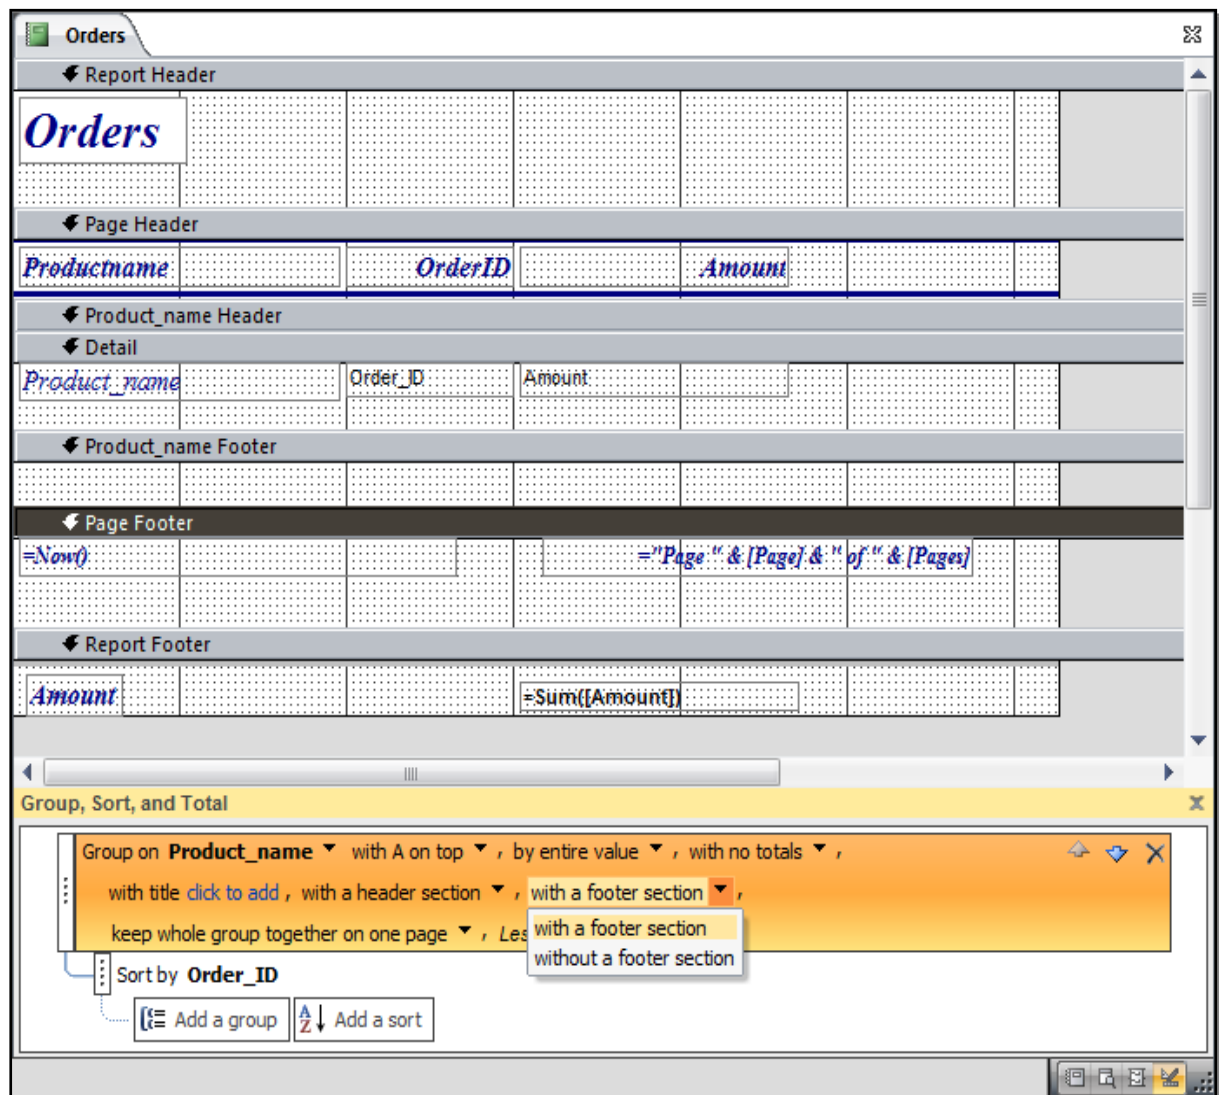 Orders
Report Header
Orders
Page Header
Productname OrderID Amount
Product_name Header
Detail
Product_name Order_ID Amount
Product_name Footer
Page Footer
=Now() ="Page " & [Page] & " of " & [Pages]
Report Footer
Amount =Sum([Amount])
Group, Sort, and Total
Group on Product_name with A on top , by entire value , with no totals ,
with title click to add , with a header section , with a footer section ,
keep whole group together on one page , Les
with a footer section
without a footer section
Sort by Order_ID
Add a group Add a sort